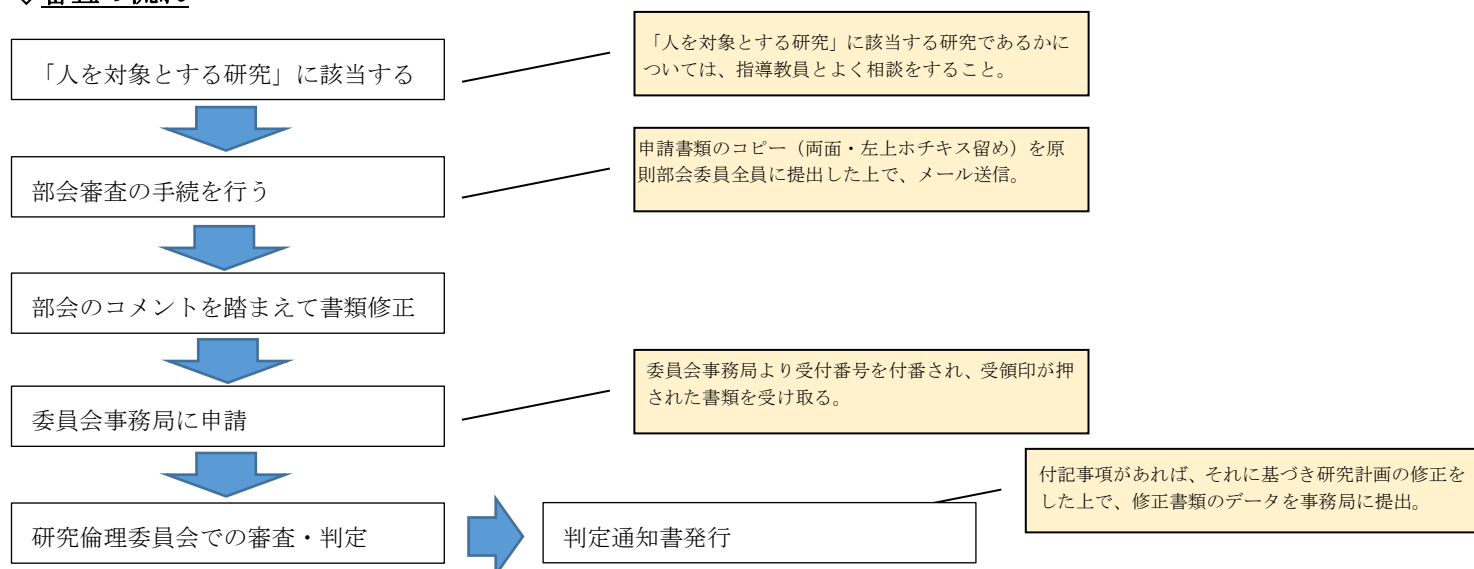 「人を対象とする研究」に該当する
「人を対象とする研究」に該当する研究であるかに
ついては、指導教員とよく相談をすること。
部会審査の手続を行う
申請書類のコピー（両面・左上ホチキス留め）を原
則部会委員全員に提出した上で、メール送信。
部会のコメントを踏まえて書類修正
委員会事務局に申請
委員会事務局より受付番号を付番され、受領印が押
された書類を受け取る。
研究倫理委員会での審査・判定
判定通知書発行
付記事項があれば、それに基づき研究計画の修正を
した上で、修正書類のデータを事務局に提出。